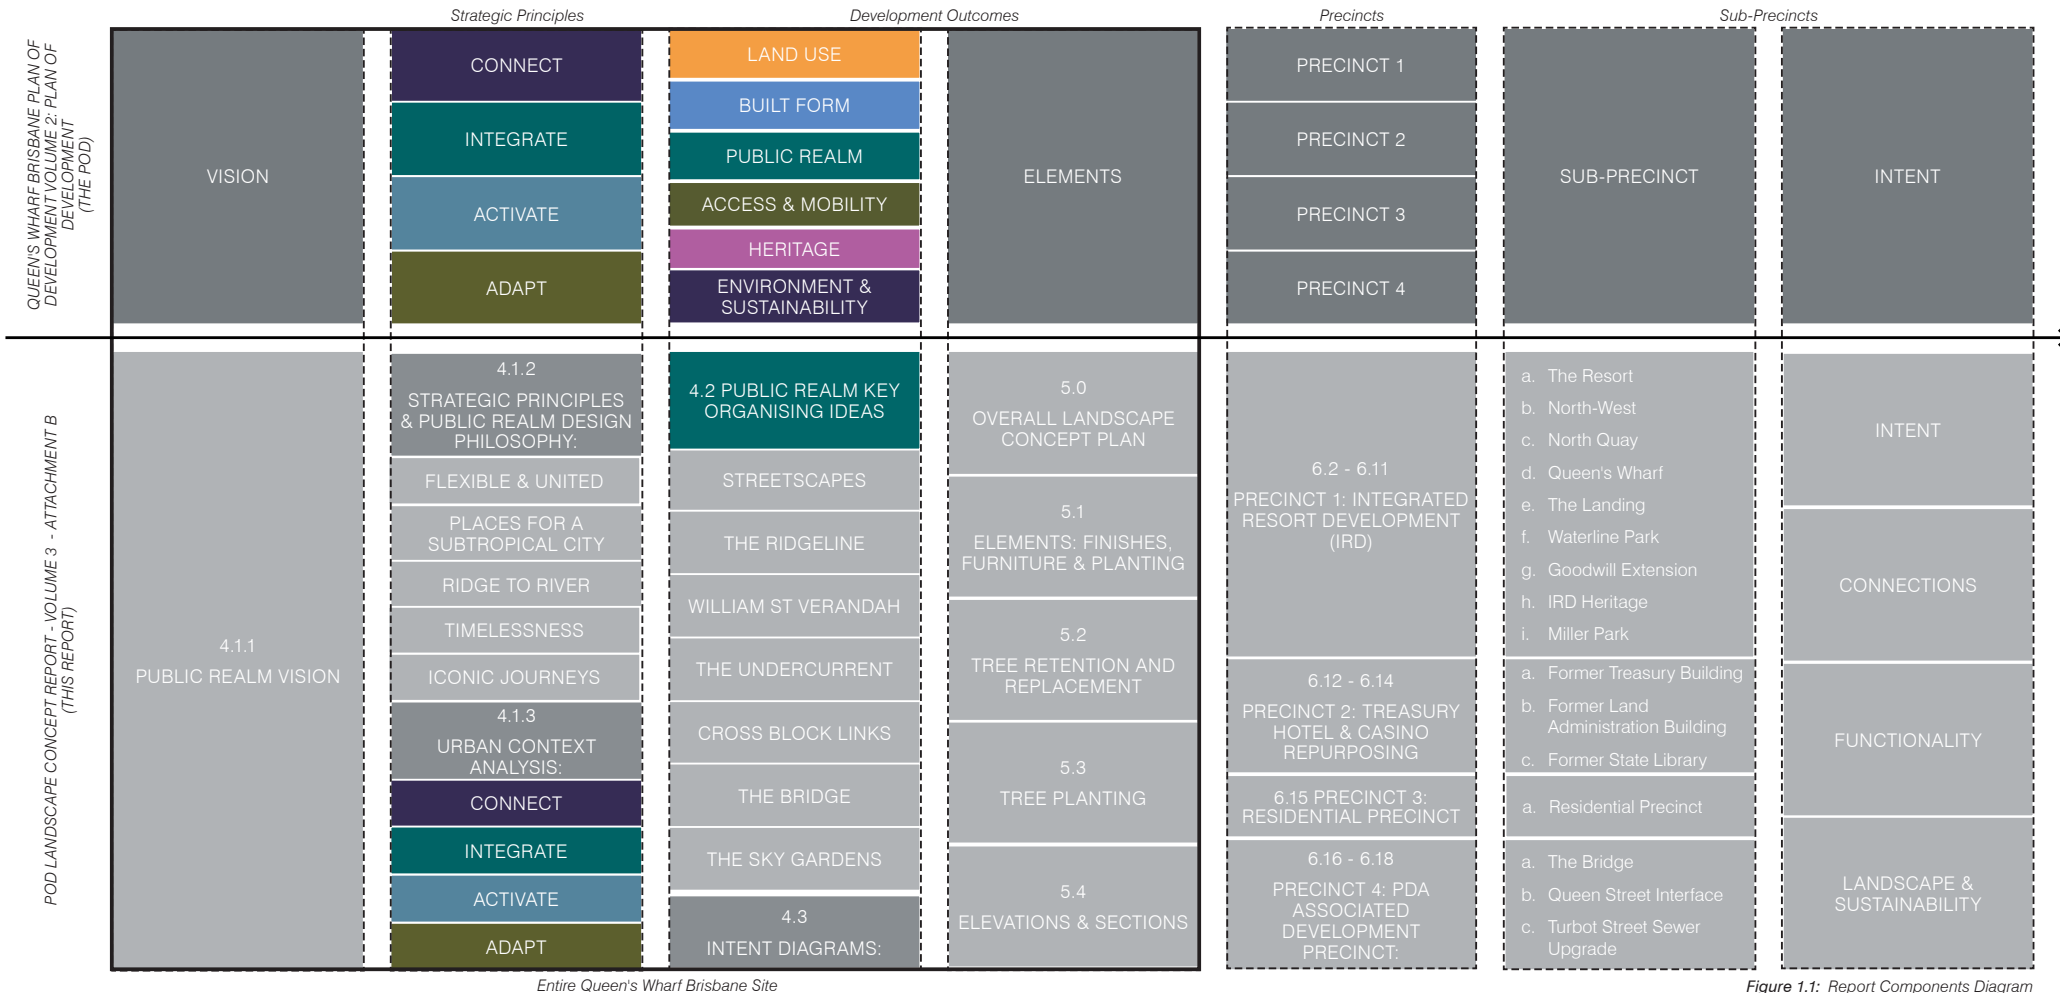 Strategic Principles
Development Outcomes
Precincts
Sub-Precincts
QUEEN'S WHARF BRISBANE PLAN OF
DEVELOPMENT VOLUME 2: PLAN OF
DEVELOPMENT
(THE POD)
VISION
CONNECT
INTEGRATE
ACTIVATE
ADAPT
LAND USE
BUILT FORM
PUBLIC REALM
ACCESS & MOBILITY
HERITAGE
ENVIRONMENT &
SUSTAINABILITY
ELEMENTS
PRECINCT 1
PRECINCT 2
PRECINCT 3
PRECINCT 4
SUB-PRECINCT
INTENT
POD LANDSCAPE CONCEPT REPORT - VOLUME 3 - ATTACHMENT B
(THIS REPORT)
4.1.1
PUBLIC REALM VISION
4.1.2
STRATEGIC PRINCIPLES
& PUBLIC REALM DESIGN
PHILOSOPHY:
FLEXIBLE & UNITED
PLACES FOR A
SUBTROPICAL CITY
RIDGE TO RIVER
TIMELESSNESS
ICONIC JOURNEYS
4.1.3
URBAN CONTEXT
ANALYSIS:
CONNECT
INTEGRATE
ACTIVATE
ADAPT
4.2 PUBLIC REALM KEY
ORGANISING IDEAS
STREETSCAPES
THE RIDGELINE
WILLIAM ST VERANDAH
THE UNDERCURRENT
CROSS BLOCK LINKS
THE BRIDGE
THE SKY GARDENS
4.3
INTENT DIAGRAMS:
5.0
OVERALL LANDSCAPE
CONCEPT PLAN
5.1
ELEMENTS: FINISHES,
FURNITURE & PLANTING
5.2
TREE RETENTION AND
REPLACEMENT
5.3
TREE PLANTING
5.4
ELEVATIONS & SECTIONS
6.2 - 6.11
PRECINCT 1: INTEGRATED
RESORT DEVELOPMENT
(IRD)
6.12 - 6.14
PRECINCT 2: TREASURY
HOTEL & CASINO
REPURPOSING
6.15 PRECINCT 3:
RESIDENTIAL PRECINCT
6.16 - 6.18
PRECINCT 4: PDA
ASSOCIATED
DEVELOPMENT
PRECINCT:
a. The Resort
b. North-West
c. North Quay
d. Queen's Wharf
e. The Landing
f. Waterline Park
g. Goodwill Extension
h. IRD Heritage
i. Miller Park
a. Former Treasury Building
b. Former Land
Administration Building
c. Former State Library
a. Residential Precinct
a. The Bridge
b. Queen Street Interface
c. Turbot Street Sewer
Upgrade
INTENT
CONNECTIONS
FUNCTIONALITY
LANDSCAPE &
SUSTAINABILITY
Entire Queen's Wharf Brisbane Site
Figure 1.1: Report Components Diagram